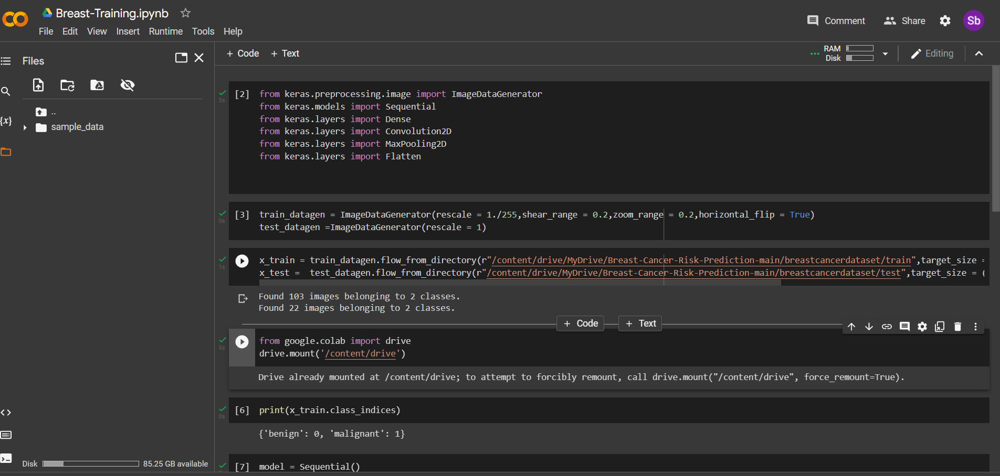 Breast-Training.ipynb
File Edit View Insert Runtime Tools Help
Comment
Share
Sb
Files
..
sample_data
{x}
Disk 85.25 GB available
+ Code + Text
RAM
Disk
Editing
3s
[2] from keras.preprocessing.image import ImageDataGenerator
from keras.models import Sequential
from keras.layers import Dense
from keras.layers import Convolution2D
from keras.layers import MaxPooling2D
from keras.layers import Flatten
0s
[3] train_datagen = ImageDataGenerator(rescale = 1./255,shear_range = 0.2,zoom_range = 0.2,horizontal_flip = True)
test_datagen =ImageDataGenerator(rescale = 1)
1s
x_train = train_datagen.flow_from_directory(r"/content/drive/MyDrive/Breast-Cancer-Risk-Prediction-main/breastcancerdataset/train",target_size =
x_test =  test_datagen.flow_from_directory(r"/content/drive/MyDrive/Breast-Cancer-Risk-Prediction-main/breastcancerdataset/test",target_size = (
Found 103 images belonging to 2 classes.
Found 22 images belonging to 2 classes.
+ Code + Text
5s
from google.colab import drive
drive.mount('/content/drive')
Drive already mounted at /content/drive; to attempt to forcibly remount, call drive.mount("/content/drive", force_remount=True).
0s
[6] print(x_train.class_indices)
{'benign': 0, 'malignant': 1}
[7] model = Sequential()